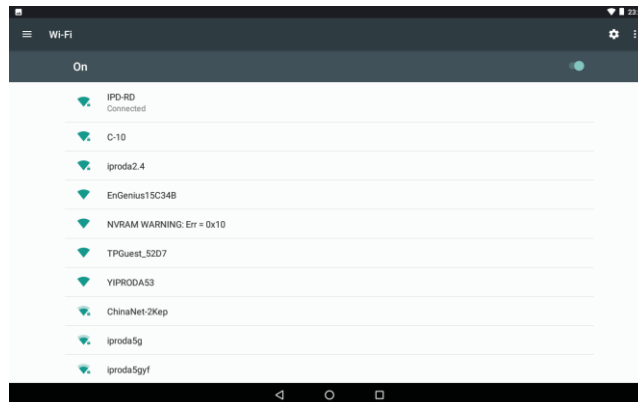 23:
Wi-Fi
On
IPD-RD
Connected
C-10
iproda2.4
EnGenius15C34B
NVRAM WARNING: Err = 0x10
TPGuest_52D7
YIPRODA53
ChinaNet-2Kep
iproda5g
iproda5gyf